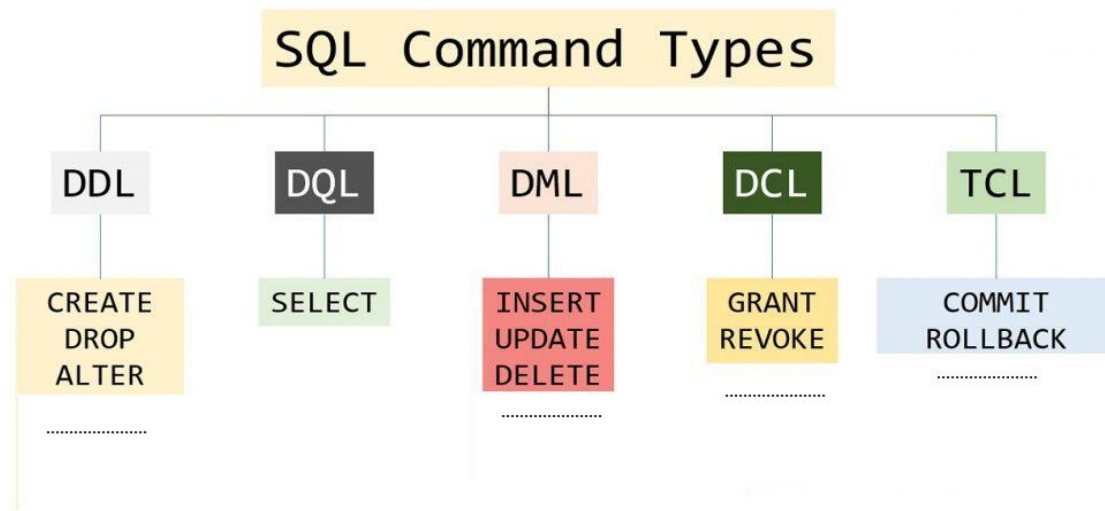 SQL Command Types
DDL
DQL
DML
DCL
TCL
CREATE
DROP
ALTER
....................
SELECT
INSERT
UPDATE
DELETE
....................
GRANT
REVOKE
....................
COMMIT
ROLLBACK
....................